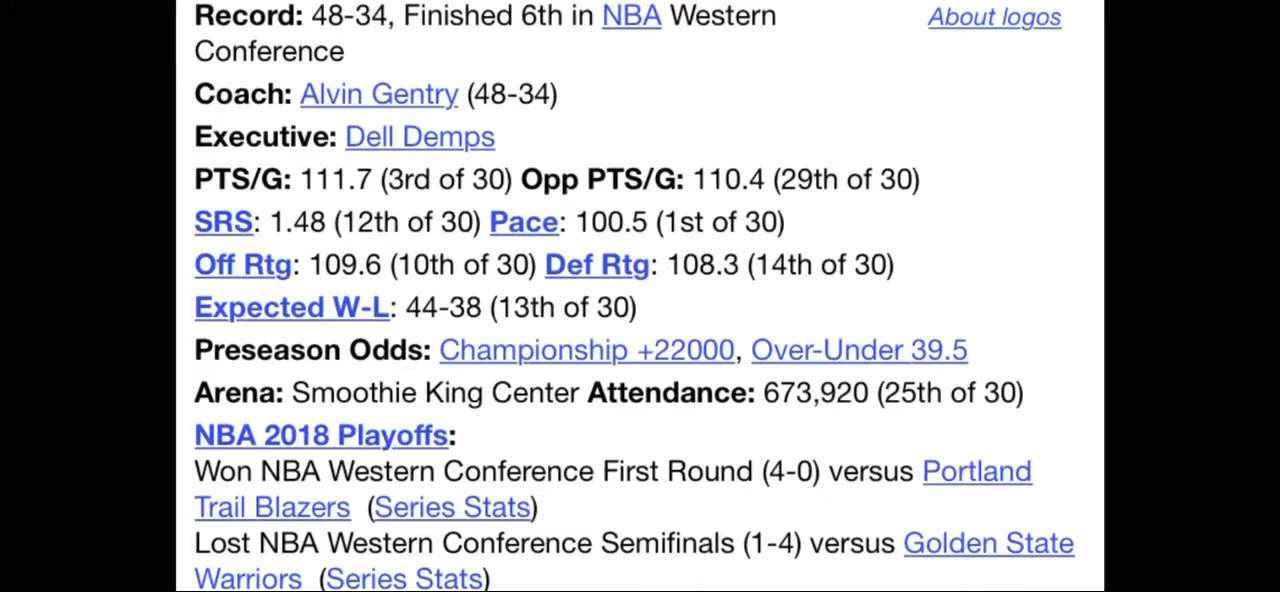 Record: 48-34, Finished 6th in NBA Western
Conference
About logos
Coach: Alvin Gentry (48-34)
Executive: Dell Demps
PTS/G: 111.7 (3rd of 30) Opp PTS/G: 110.4 (29th of 30)
SRS: 1.48 (12th of 30) Pace: 100.5 (1st of 30)
Off Rtg: 109.6 (10th of 30) Def Rtg: 108.3 (14th of 30)
Expected W-L: 44-38 (13th of 30)
Preseason Odds: Championship +22000, Over-Under 39.5
Arena: Smoothie King Center Attendance: 673,920 (25th of 30)
NBA 2018 Playoffs:
Won NBA Western Conference First Round (4-0) versus Portland
Trail Blazers (Series Stats)
Lost NBA Western Conference Semifinals (1-4) versus Golden State
Warriors (Series Stats)